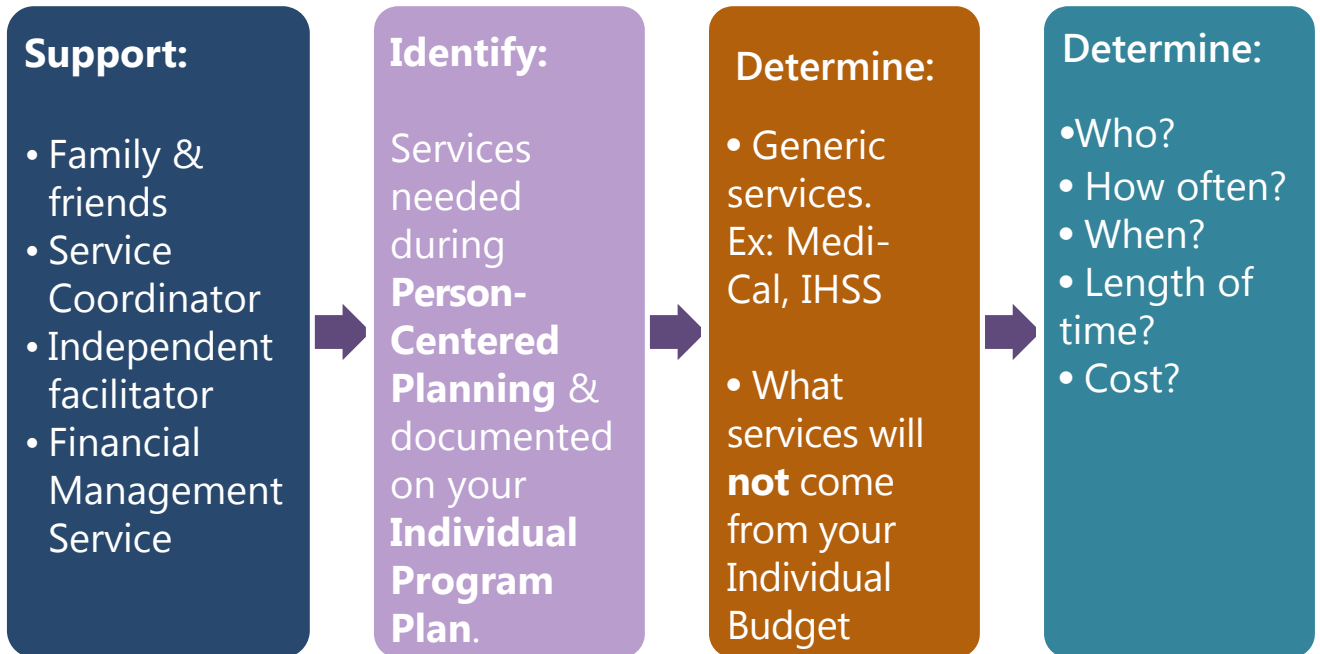 Support:
• Family &
friends
• Service
Coordinator
• Independent
facilitator
• Financial
Management
Service
Identify:
Services
needed
during
Person-
Centered
Planning &
documented
on your
Individual
Program
Plan.
Determine:
• Generic
services.
Ex: Medi-
Cal, IHSS
• What
services will
not come
from your
Individual
Budget
Determine:
•Who?
• How often?
• When?
• Length of
time?
• Cost?